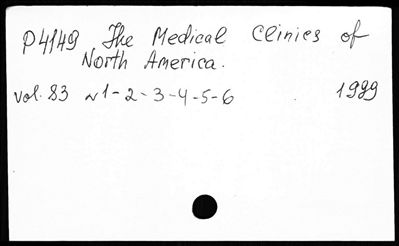 P4149 The Medical Clinics of
North America.
vol. 83 N1-2-3-4-5-6 1999